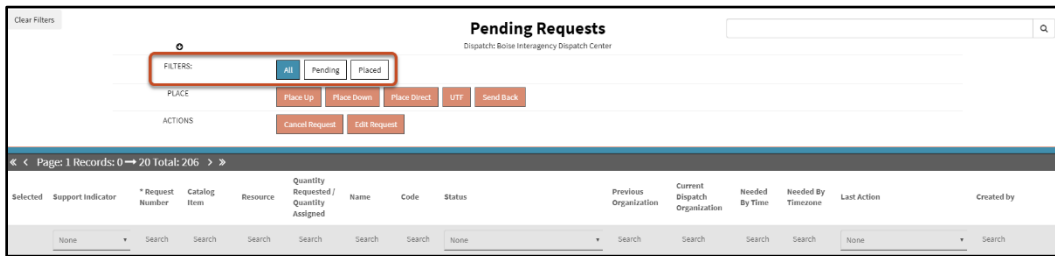 Clear Filters
Pending Requests
Dispatch: Boise Interagency Dispatch Center
FILTERS: All Pending Placed
PLACE Place Up Place Down Place Direct UTF Send Back
ACTIONS Cancel Request Edit Request
« < Page: 1 Records: 0 → 20 Total: 206 > »
Selected Support Indicator * Request Number Catalog Item Resource Quantity Requested / Quantity Assigned Name Code Status Previous Organization Current Dispatch Organization Needed By Time Needed By Timezone Last Action Created by
None Search Search Search Search Search Search None Search Search Search Search None Search